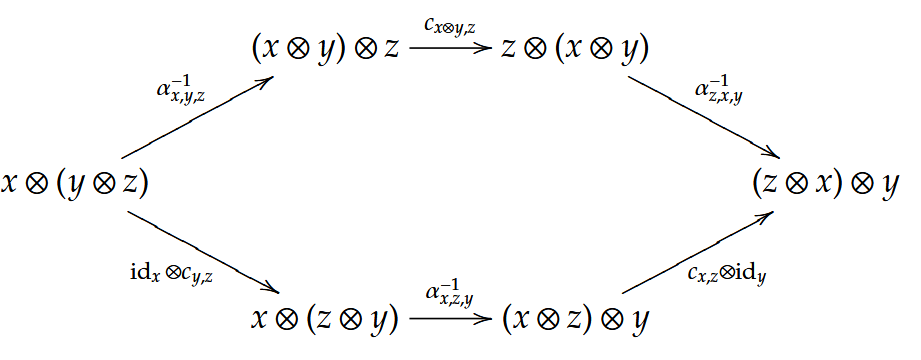 c_{x⊗y,z}
(x ⊗ y) ⊗ z z ⊗ (x ⊗ y)
α^{-1}_{x,y,z} α^{-1}_{z,x,y}
x ⊗ (y ⊗ z) (z ⊗ x) ⊗ y
id_x ⊗c_{y,z} c_{x,z}⊗id_y
α^{-1}_{x,z,y}
x ⊗ (z ⊗ y) (x ⊗ z) ⊗ y